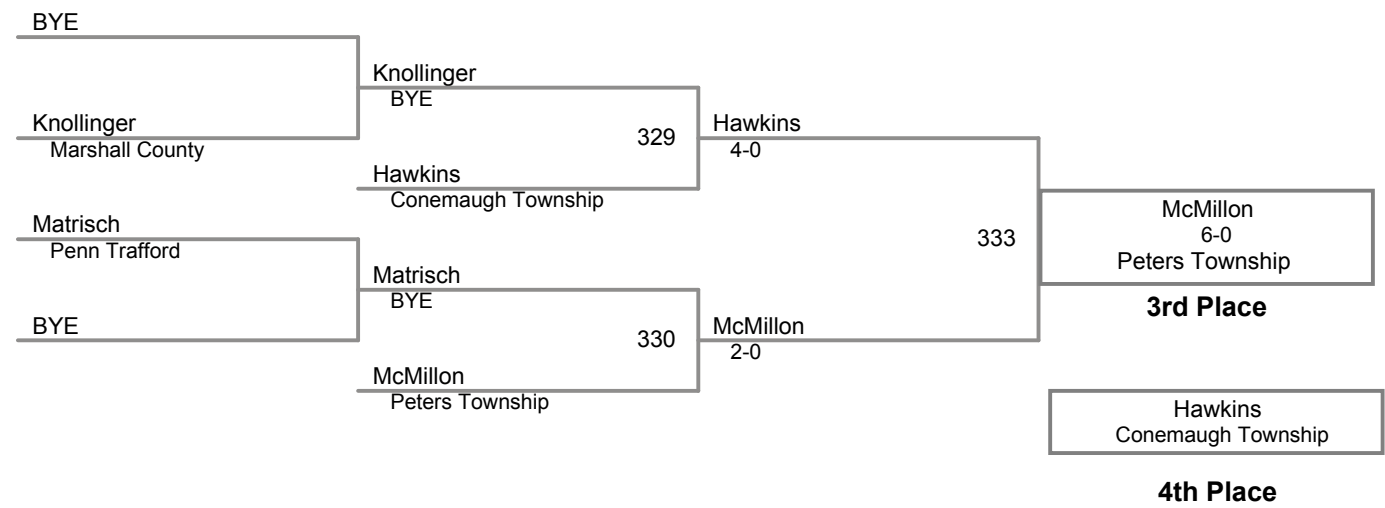 BYE
Knollinger
BYE
Knollinger
Marshall County
329
Hawkins
4-0
Hawkins
Conemaugh Township
Matrisch
Penn Trafford
333
McMillon
6-0
Peters Township
3rd Place
Matrisch
BYE
BYE
330
McMillon
2-0
McMillon
Peters Township
Hawkins
Conemaugh Township
4th Place